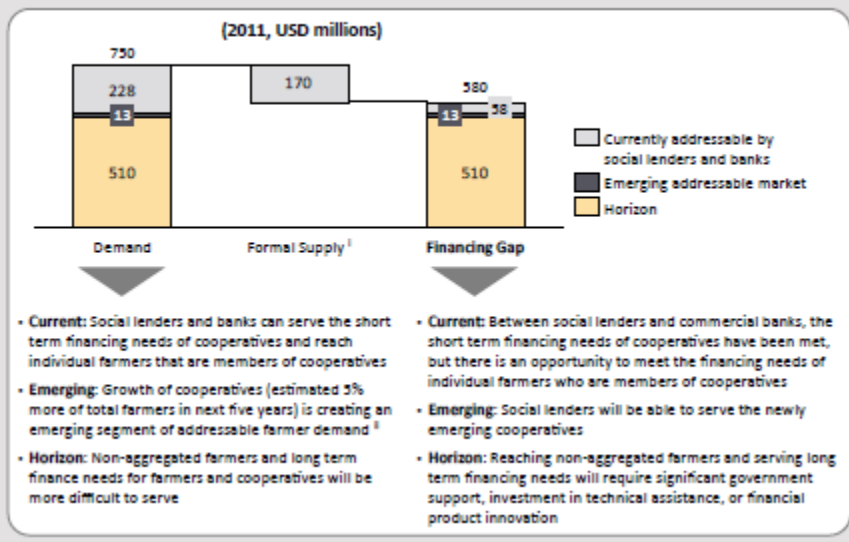 (2011, USD millions)
750
228
13
510
170
580
58
13
510
Currently addressable by
social lenders and banks
Emerging addressable market
Horizon
Demand
Formal Supply i
Financing Gap
• Current: Social lenders and banks can serve the short
term financing needs of cooperatives and reach
individual farmers that are members of cooperatives
• Emerging: Growth of cooperatives (estimated 5%
more of total farmers in next five years) is creating an
emerging segment of addressable farmer demand ii
• Horizon: Non-aggregated farmers and long term
finance needs for farmers and cooperatives will be
more difficult to serve
• Current: Between social lenders and commercial banks, the
short term financing needs of cooperatives have been met,
but there is an opportunity to meet the financing needs of
individual farmers who are members of cooperatives
• Emerging: Social lenders will be able to serve the newly
emerging cooperatives
• Horizon: Reaching non-aggregated farmers and serving long
term financing needs will require significant government
support, investment in technical assistance, or financial
product innovation